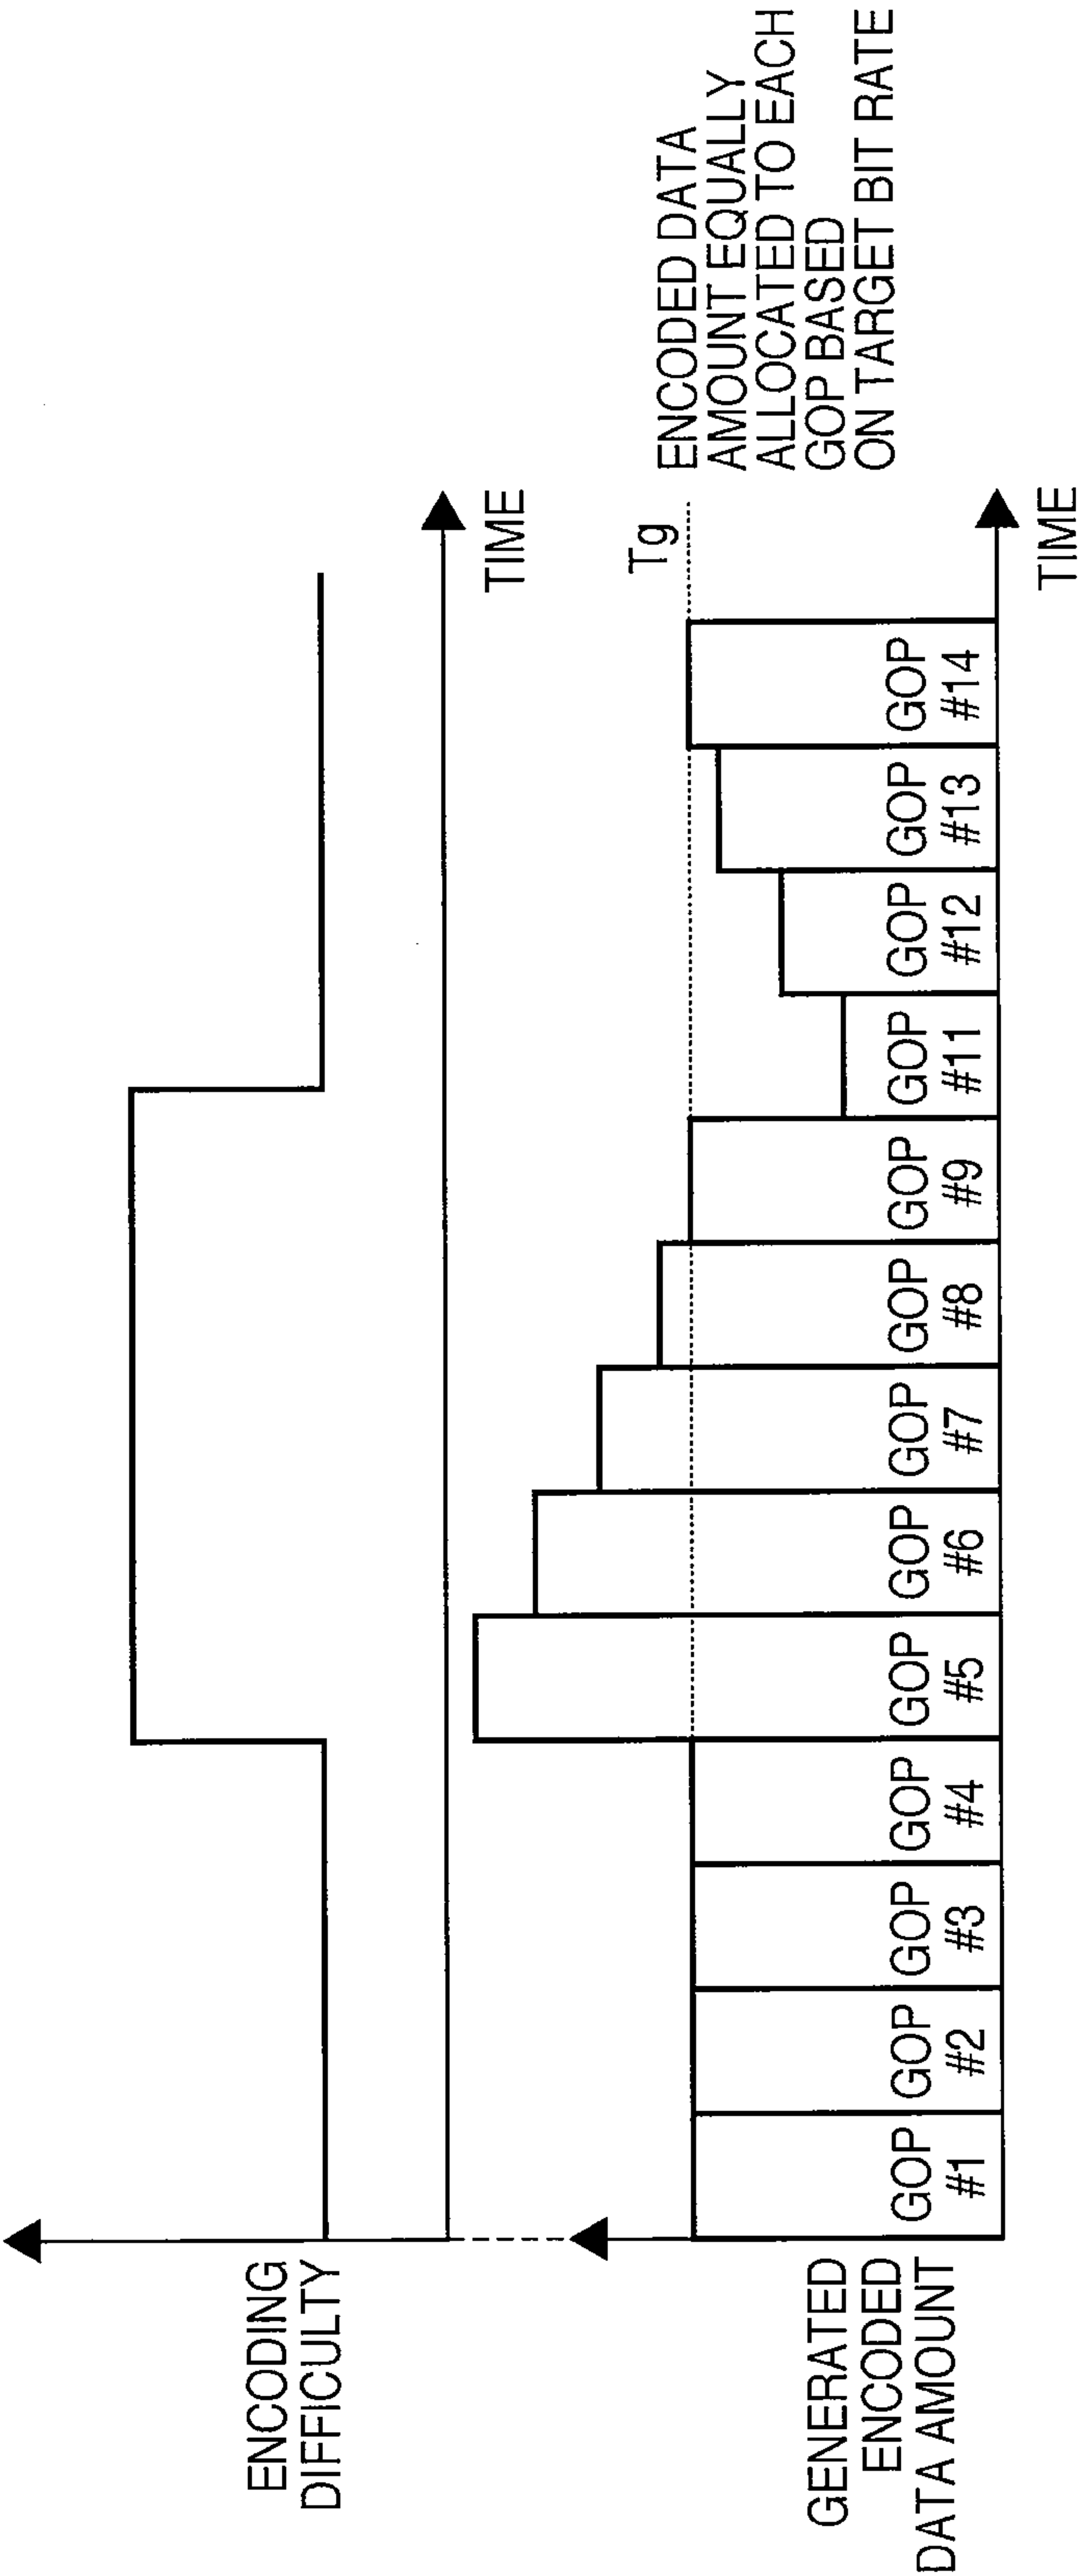 ENCODING
DIFFICULTY
TIME
GENERATED
ENCODED
DATA AMOUNT
GOP
#1
GOP
#2
GOP
#3
GOP
#4
GOP
#5
GOP
#6
GOP
#7
GOP
#8
GOP
#9
GOP
#11
GOP
#12
GOP
#13
GOP
#14
Tg
TIME
ENCODED DATA
AMOUNT EQUALLY
ALLOCATED TO EACH
GOP BASED
ON TARGET BIT RATE